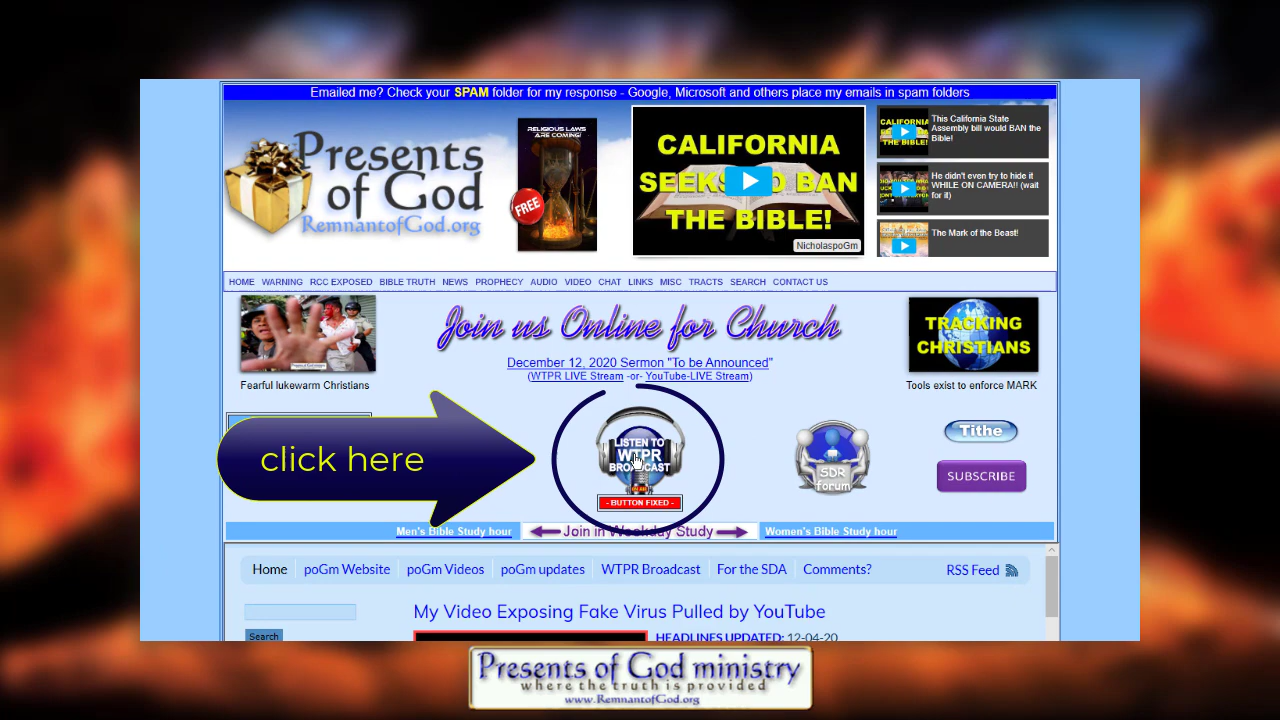 Emailed me? Check your SPAM folder for my response - Google, Microsoft and others place my emails in spam folders
Presents
of God
RemnantofGod.org
RELIGIOUS LAWS
ARE COMING!
FREE
CALIFORNIA
SEEKS TO BAN
THE BIBLE!
NicholaspoGm
This California State
Assembly bill would BAN the
Bible!
He didn't even try to hide it
WHILE ON CAMERA!! (wait
for it)
The Mark of the Beast!
HOME WARNING RCC EXPOSED BIBLE TRUTH NEWS PROPHECY AUDIO VIDEO CHAT LINKS MISC TRACTS SEARCH CONTACT US
Join us Online for Church
December 12, 2020 Sermon "To be Announced"
(WTPR LIVE Stream -or- YouTube-LIVE Stream)
Fearful lukewarm Christians
TRACKING
CHRISTIANS
Tools exist to enforce MARK
click here
LISTEN TO
WTPR
BROADCAST
- BUTTON FIXED -
SDR
forum
Tithe
SUBSCRIBE
Men's Bible Study hour
Join in Weekday Study
Women's Bible Study hour
Home poGm Website poGm Videos poGm updates WTPR Broadcast For the SDA Comments? RSS Feed
My Video Exposing Fake Virus Pulled by YouTube
Search
HEADLINES UPDATED: 12-04-20
Presents of God ministry
where the truth is provided
www.RemnantofGod.org